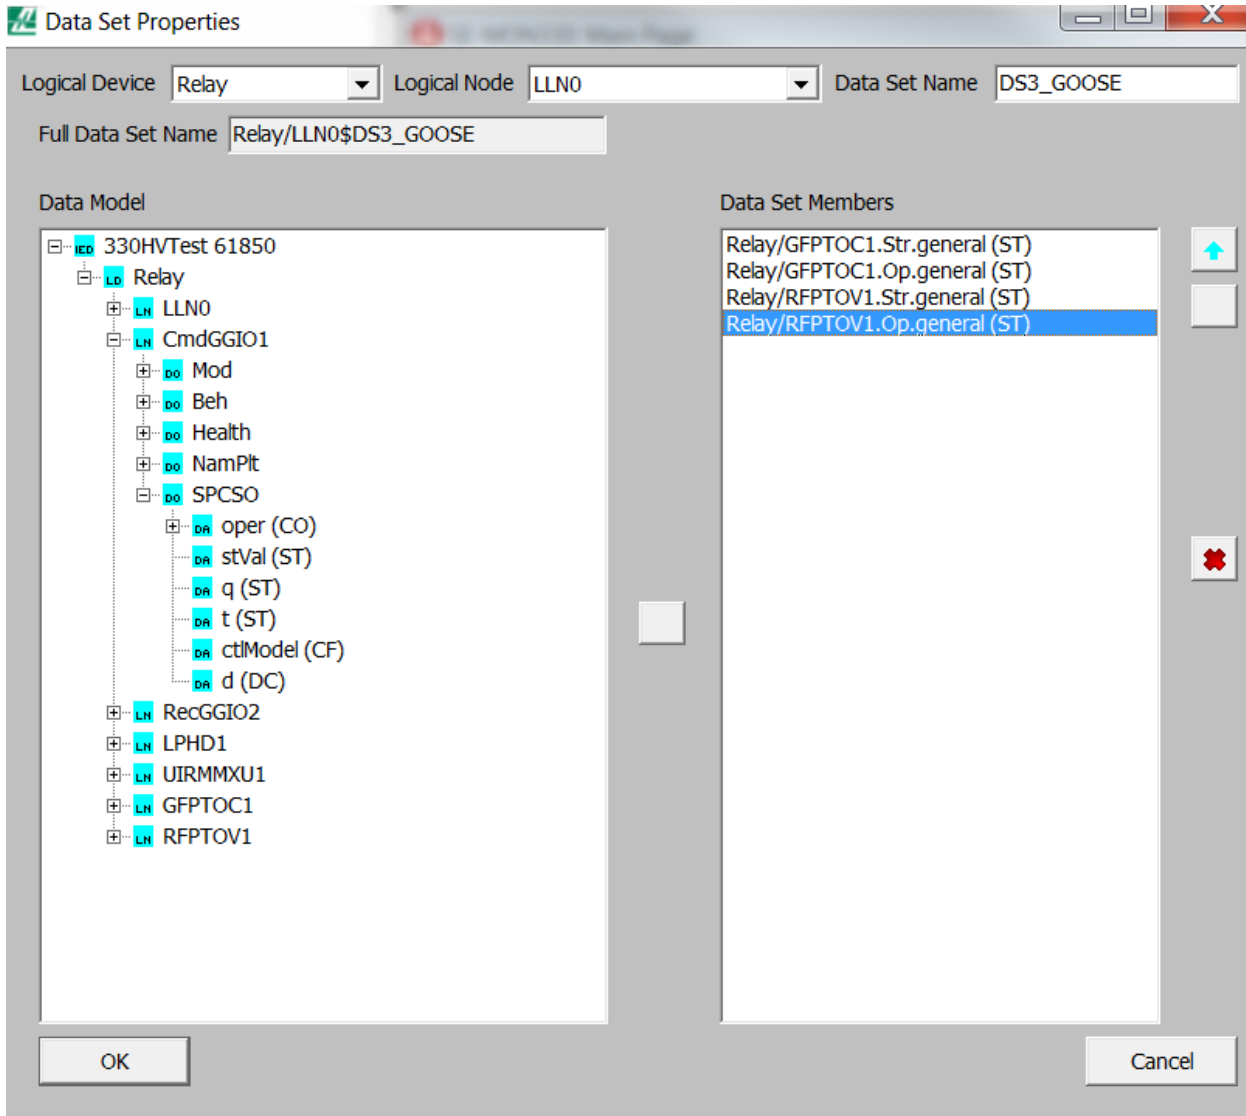 Data Set Properties
Logical Device Relay Logical Node LLN0 Data Set Name DS3_GOOSE
Full Data Set Name Relay/LLN0$DS3_GOOSE
Data Model
IED 330HVTest 61850
LD Relay
LN LLN0
LN CmdGGIO1
DO Mod
DO Beh
DO Health
DO NamPlt
DO SPCSO
DA oper (CO)
DA stVal (ST)
DA q (ST)
DA t (ST)
DA ctlModel (CF)
DA d (DC)
LN RecGGIO2
LN LPHD1
LN UIRMMXU1
LN GFPTOC1
LN RFPTOV1
Data Set Members
Relay/GFPTOC1.Str.general (ST)
Relay/GFPTOC1.Op.general (ST)
Relay/RFPTOV1.Str.general (ST)
Relay/RFPTOV1.Op.general (ST)
OK
Cancel